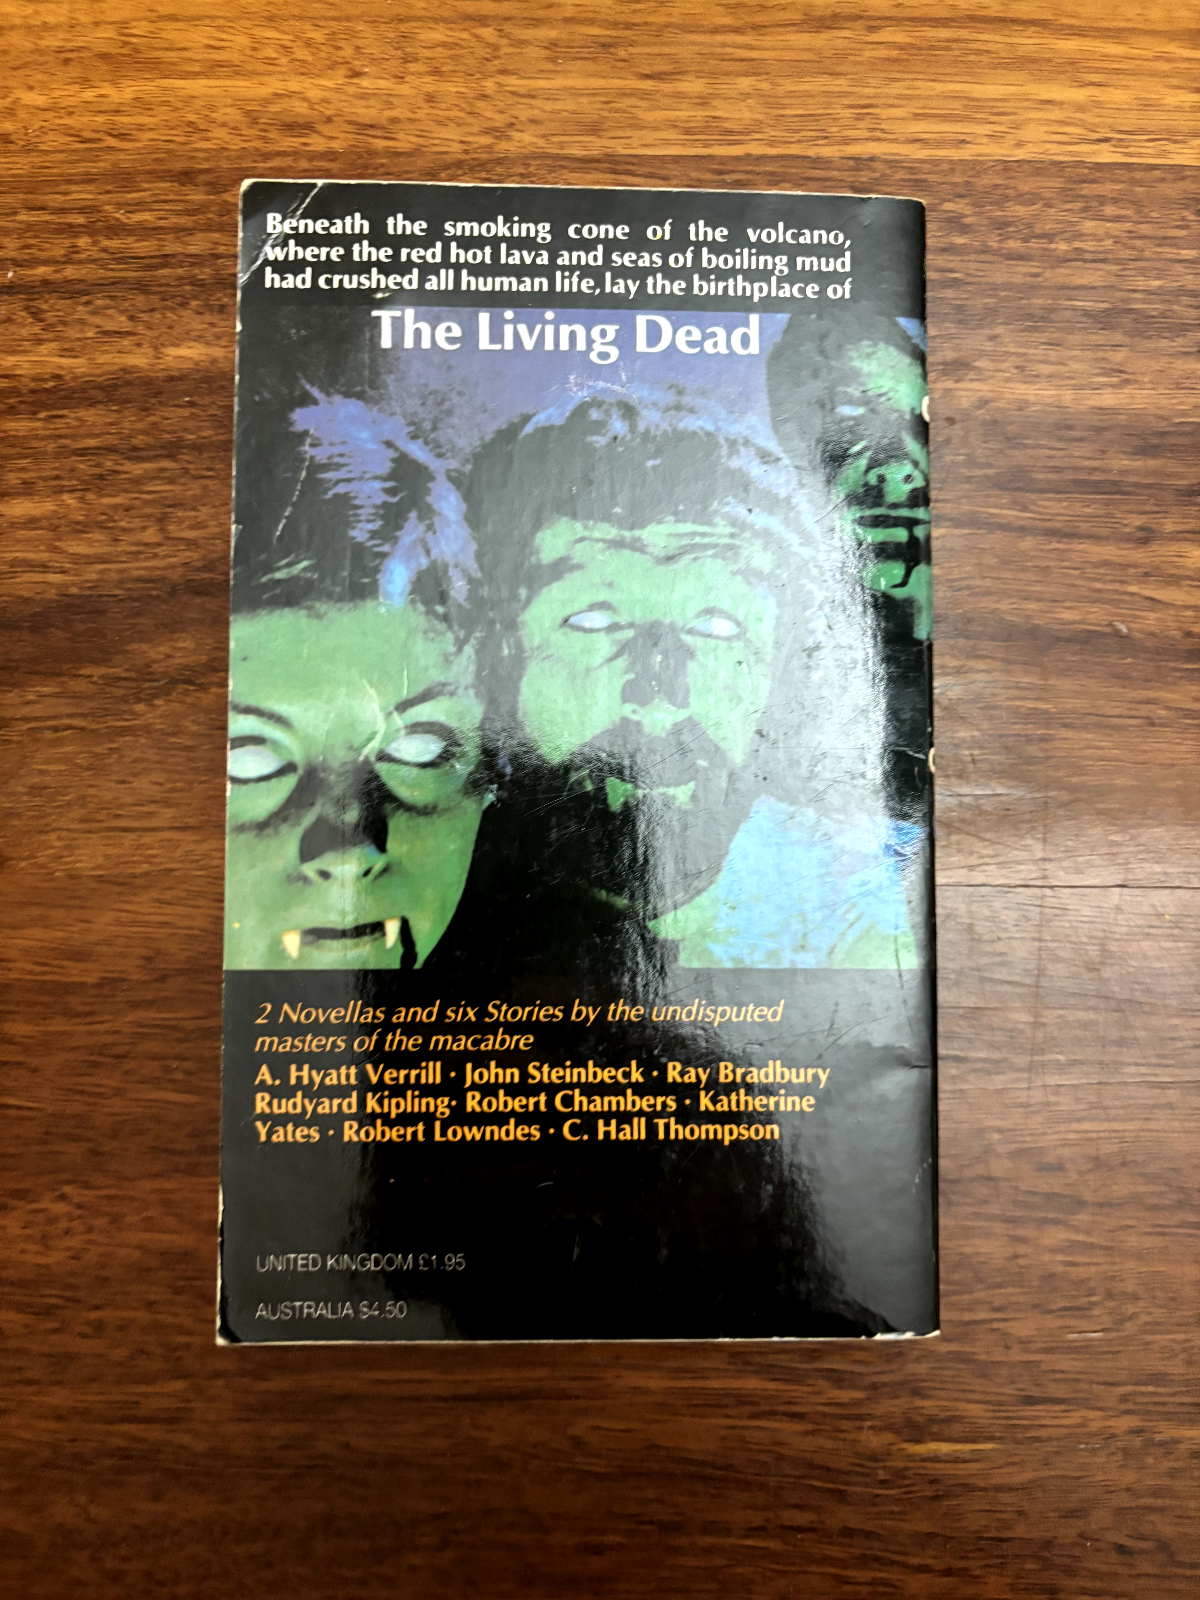 Beneath the smoking cone of the volcano,
where the red hot lava and seas of boiling mud
had crushed all human life, lay the birthplace of
The Living Dead
2 Novellas and six Stories by the undisputed
masters of the macabre
A. Hyatt Verrill · John Steinbeck · Ray Bradbury
Rudyard Kipling· Robert Chambers · Katherine
Yates · Robert Lowndes · C. Hall Thompson
UNITED KINGDOM £1.95
AUSTRALIA $4.50